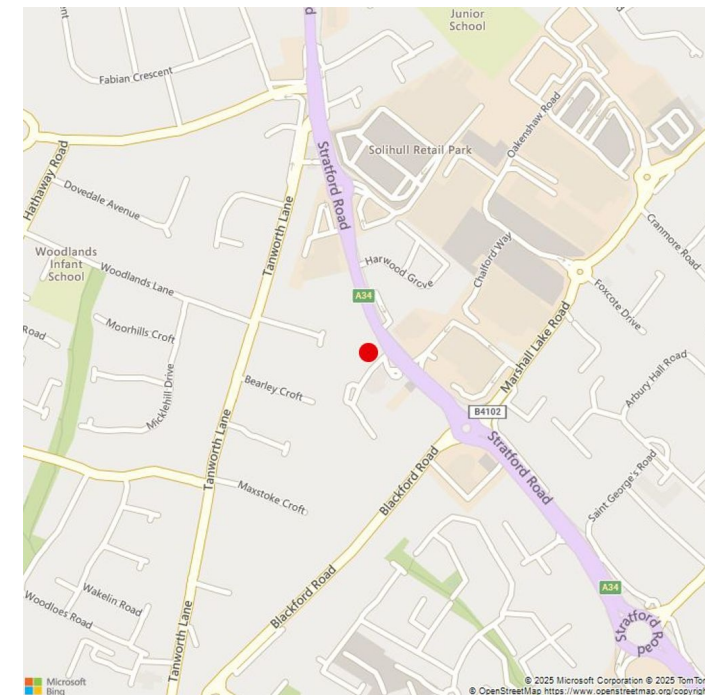 Junior
School
d
Fabian Crescent
Solihull Retail Park
Oakenshaw Road
Hathaway Road
Stratford Road
Dovedale Avenue
Tanworth Lane
Cranmore Road
Woodlands
Infant
School
Woodlands Lane
Harwood Grove
Chalford Way
A34
Foxcote Drive
Road
Moorhills Croft
Marshall Lake Road
Arbury Hall Road
Micklehill Drive
Bearley Croft
B4102
Tanworth Lane
Stratford Road
Blackford Road
Saint George's Road
Maxstoke Croft
Wakelin Road
A34
Woodloes Road
Blackford Road
Stratford
Road
Tanworth Lane
Microsoft
Bing
© 2025 Microsoft Corporation © 2025 TomTom
© OpenStreetMap https://www.openstreetmap.org/copyrigh